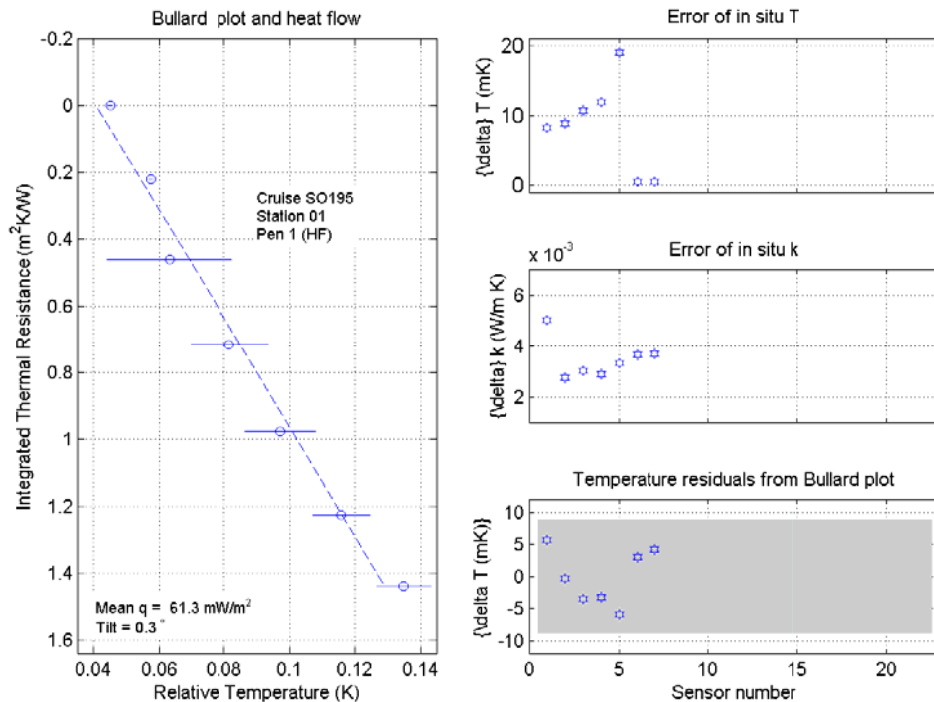 Bullard plot and heat flow
-0.2
0
0.2
0.4
0.6
0.8
1
1.2
1.4
1.6
Integrated Thermal Resistance (m²K/W)
Cruise SO195
Station 01
Pen 1 (HF)
Mean q = 61.3 mW/m²
Tilt = 0.3°
0.04 0.06 0.08 0.1 0.12 0.14
Relative Temperature (K)
Error of in situ T
20
10
0
{\delta} T (mK)
Error of in situ k
x 10⁻³
6
4
2
{\delta} k (W/m K)
Temperature residuals from Bullard plot
10
5
0
-5
-10
{\delta T (mK)}
0 5 10 15 20
Sensor number